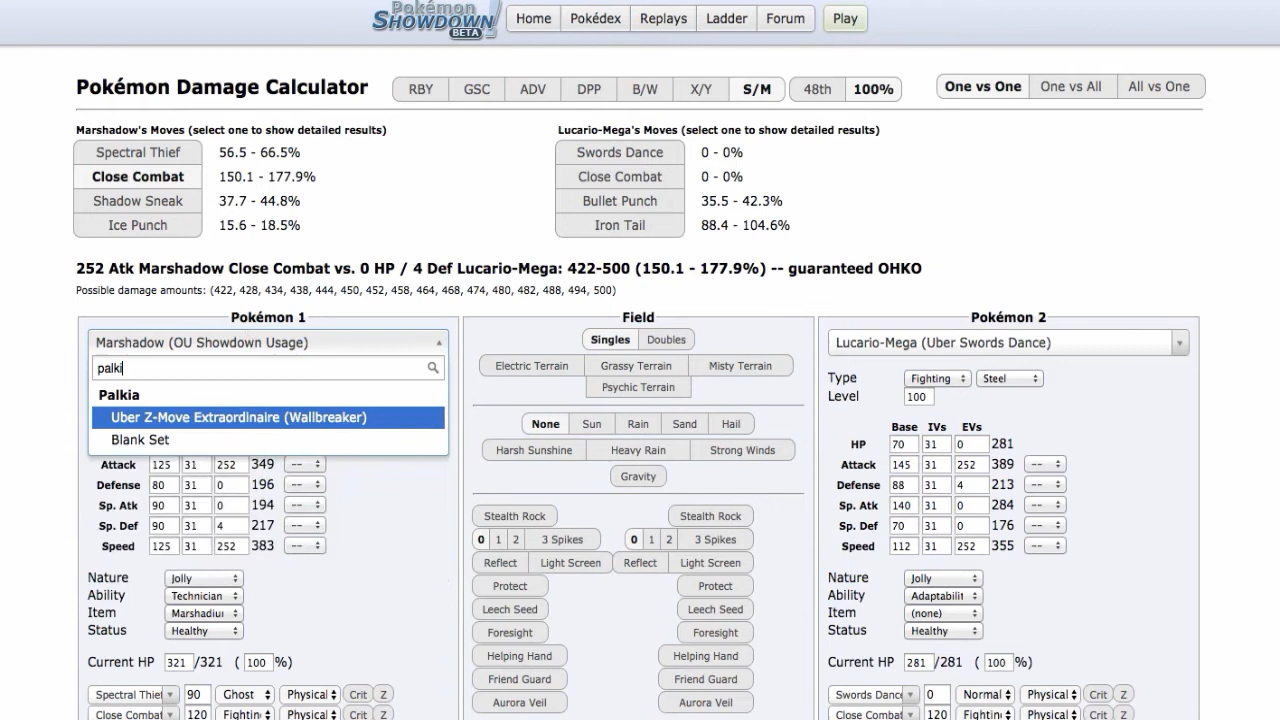 Pokémon
SHOWDOWN
BETA
Home Pokédex Replays Ladder Forum Play
Pokémon Damage Calculator RBY GSC ADV DPP B/W X/Y S/M 48th 100% One vs One One vs All All vs One
Marshadow's Moves (select one to show detailed results) Lucario-Mega's Moves (select one to show detailed results)
Spectral Thief 56.5 - 66.5% Swords Dance 0 - 0%
Close Combat 150.1 - 177.9% Close Combat 0 - 0%
Shadow Sneak 37.7 - 44.8% Bullet Punch 35.5 - 42.3%
Ice Punch 15.6 - 18.5% Iron Tail 88.4 - 104.6%
252 Atk Marshadow Close Combat vs. 0 HP / 4 Def Lucario-Mega: 422-500 (150.1 - 177.9%) -- guaranteed OHKO
Possible damage amounts: (422, 428, 434, 438, 444, 450, 452, 458, 464, 468, 474, 480, 482, 488, 494, 500)
Pokémon 1
Marshadow (OU Showdown Usage)
palki
Palkia
Uber Z-Move Extraordinaire (Wallbreaker)
Blank Set
Attack 125 31 252 349 --
Defense 80 31 0 196 --
Sp. Atk 90 31 0 194 --
Sp. Def 90 31 4 217 --
Speed 125 31 252 383 --
Nature Jolly
Ability Technician
Item Marshadiu
Status Healthy
Current HP 321 /321 ( 100 %)
Spectral Thief 90 Ghost Physical Crit Z
Close Combat 120 Fightin Physical Crit Z
Field
Singles Doubles
Electric Terrain Grassy Terrain Misty Terrain
Psychic Terrain
None Sun Rain Sand Hail
Harsh Sunshine Heavy Rain Strong Winds
Gravity
Stealth Rock Stealth Rock
0 1 2 3 Spikes 0 1 2 3 Spikes
Reflect Light Screen Reflect Light Screen
Protect Protect
Leech Seed Leech Seed
Foresight Foresight
Helping Hand Helping Hand
Friend Guard Friend Guard
Aurora Veil Aurora Veil
Pokémon 2
Lucario-Mega (Uber Swords Dance)
Type Fighting Steel
Level 100
Base IVs EVs
HP 70 31 0 281
Attack 145 31 252 389 --
Defense 88 31 4 213 --
Sp. Atk 140 31 0 284 --
Sp. Def 70 31 0 176 --
Speed 112 31 252 355 --
Nature Jolly
Ability Adaptabilit
Item (none)
Status Healthy
Current HP 281 /281 ( 100 %)
Swords Dance 0 Normal Physical Crit Z
Close Combat 120 Fightin Physical Crit Z